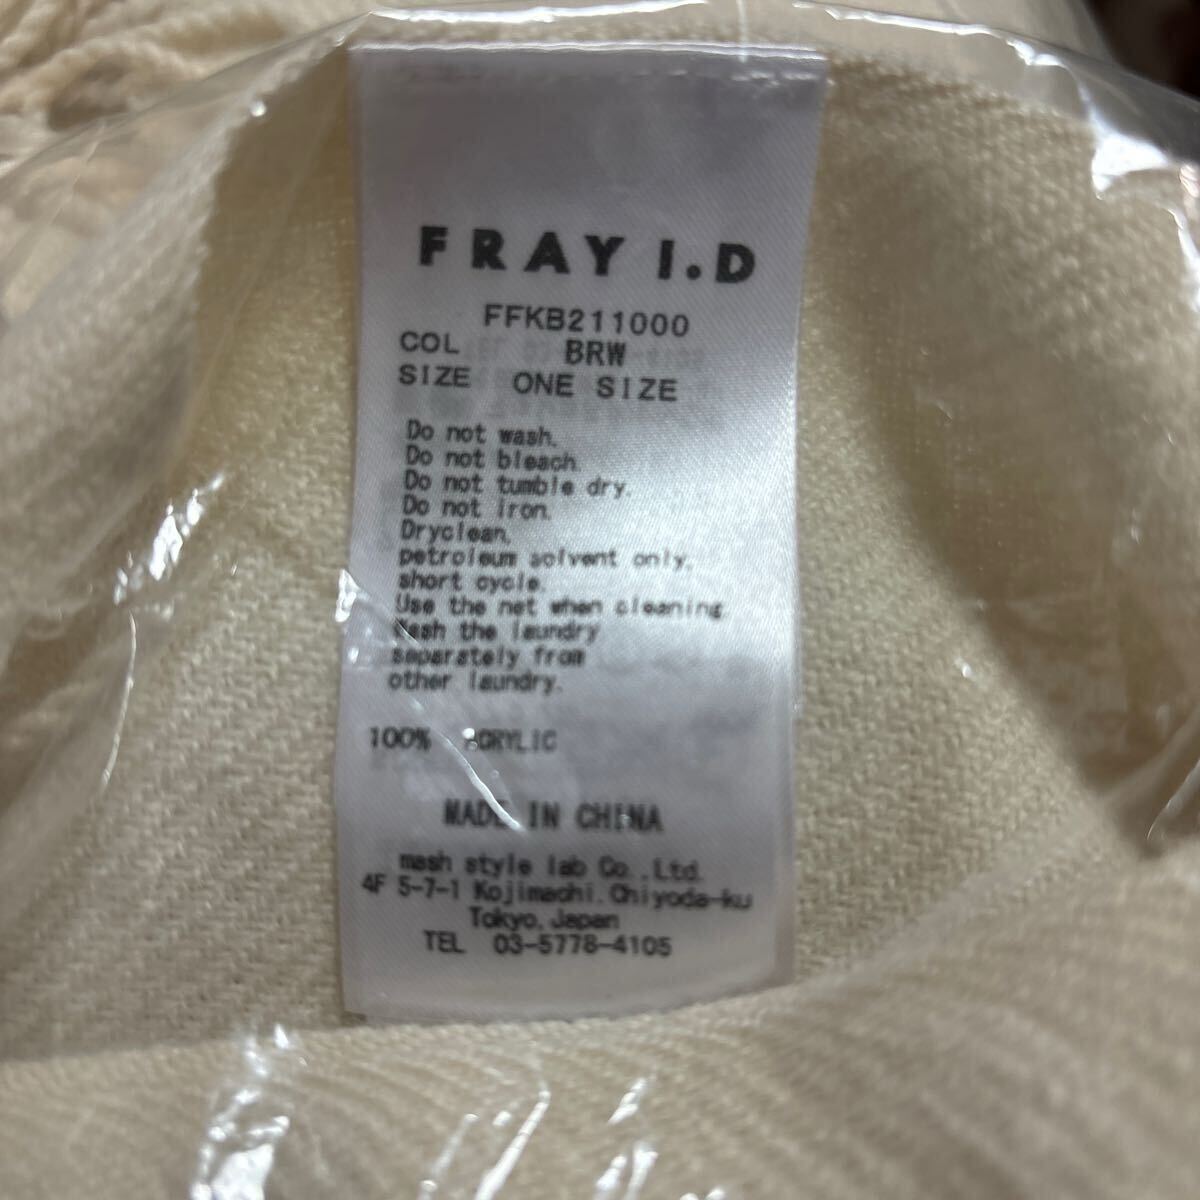 FRAY I.D
FFKB211000
COL BRW
SIZE ONE SIZE
Do not wash.
Do not bleach.
Do not tumble dry.
Do not iron.
Dryclean,
petroleum solvent only,
short cycle.
Use the net when cleaning
Wash the laundry
separately from
other laundry.
100% ACRYLIC
MADE IN CHINA
mash style lab Co.,Ltd.
4F 5-7-1 Kojimachi.Chiyoda-ku
Tokyo,Japan
TEL 03-5778-4105